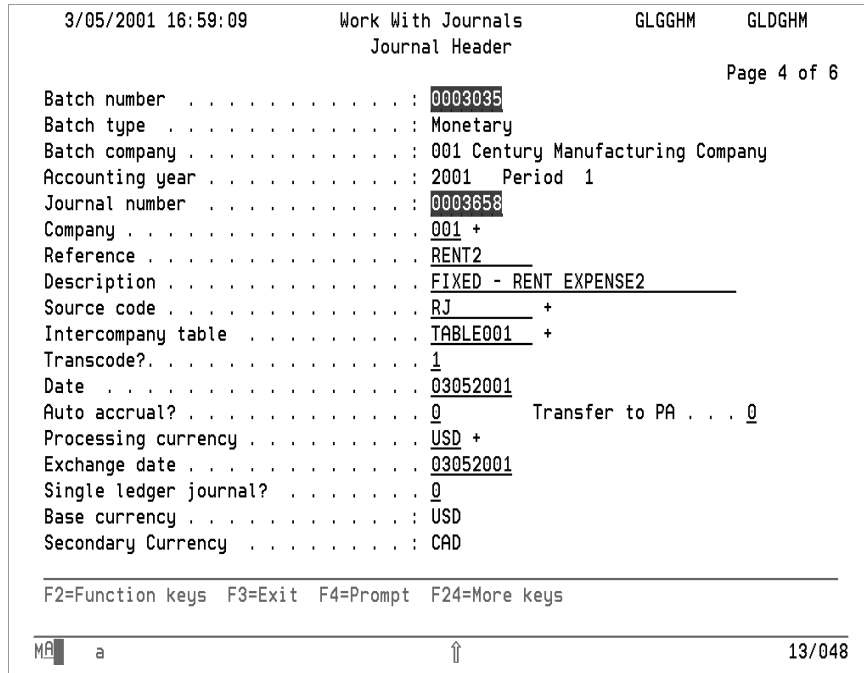 3/05/2001 16:59:09 Work With Journals GLGGHM GLDGHM
Journal Header
Page 4 of 6
Batch number . . . . . . . . . . . : 0003035
Batch type . . . . . . . . . . . . : Monetary
Batch company . . . . . . . . . . . : 001 Century Manufacturing Company
Accounting year . . . . . . . . . . : 2001 Period 1
Journal number . . . . . . . . . . : 0003658
Company . . . . . . . . . . . . . . . 001 +
Reference . . . . . . . . . . . . . . RENT2
Description . . . . . . . . . . . . . FIXED - RENT EXPENSE2
Source code . . . . . . . . . . . . . RJ +
Intercompany table . . . . . . . . . TABLE001 +
Transcode?. . . . . . . . . . . . . . 1
Date . . . . . . . . . . . . . . . . 03052001
Auto accrual? . . . . . . . . . . . . 0 Transfer to PA . . . 0
Processing currency . . . . . . . . . USD +
Exchange date . . . . . . . . . . . . 03052001
Single ledger journal? . . . . . . . 0
Base currency . . . . . . . . . . . : USD
Secondary Currency . . . . . . . . : CAD
F2=Function keys F3=Exit F4=Prompt F24=More keys
MA a ⇧ 13/048